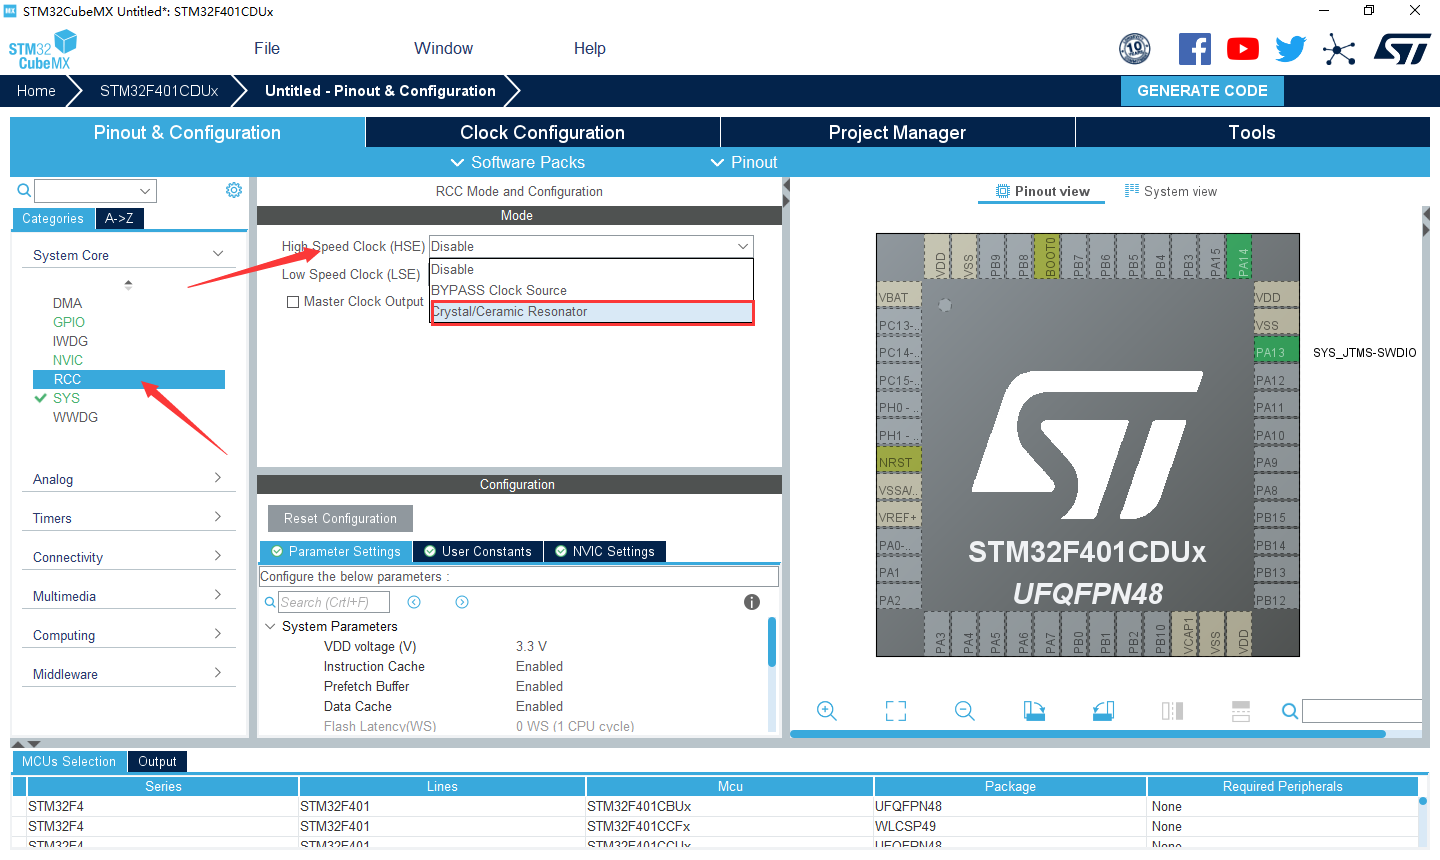 MX STM32CubeMX Untitled*: STM32F401CDUx
STM32
CubeMX
File
Window
Help
10
Home
STM32F401CDUx
Untitled - Pinout & Configuration
GENERATE CODE
Pinout & Configuration
Clock Configuration
Project Manager
Tools
Software Packs
Pinout
Categories
A->Z
System Core
DMA
GPIO
IWDG
NVIC
RCC
SYS
WWDG
Analog
Timers
Connectivity
Multimedia
Computing
Middleware
RCC Mode and Configuration
Mode
High Speed Clock (HSE)
Disable
Low Speed Clock (LSE)
Disable
BYPASS Clock Source
Crystal/Ceramic Resonator
Master Clock Output
Configuration
Reset Configuration
Parameter Settings
User Constants
NVIC Settings
Configure the below parameters :
Search (Crtl+F)
System Parameters
VDD voltage (V) 3.3 V
Instruction Cache Enabled
Prefetch Buffer Enabled
Data Cache Enabled
Flash Latency(WS) 0 WS (1 CPU cycle)
Pinout view
System view
VDD
VSS
PB9
PB8
BOOT0
PB7
PB6
PB5
PB4
PB3
PA15
PA14
VBAT
PC13-..
PC14-..
PC15-..
PH0 -..
PH1 -..
NRST
VSSA/..
VREF+
PA0-..
PA1
PA2
VDD
VSS
PA13
SYS_JTMS-SWDIO
PA12
PA11
PA10
PA9
PA8
PB15
PB14
PB13
PB12
STM32F401CDUx
UFQFPN48
PA3
PA4
PA5
PA6
PA7
PB0
PB1
PB2
PB10
VCAP1
VSS
VDD
MCUs Selection
Output
Series Lines Mcu Package Required Peripherals
STM32F4 STM32F401 STM32F401CBUx UFQFPN48 None
STM32F4 STM32F401 STM32F401CCFx WLCSP49 None
STM32F4 STM32F401 STM32F401CCUx UFQFPN48 None